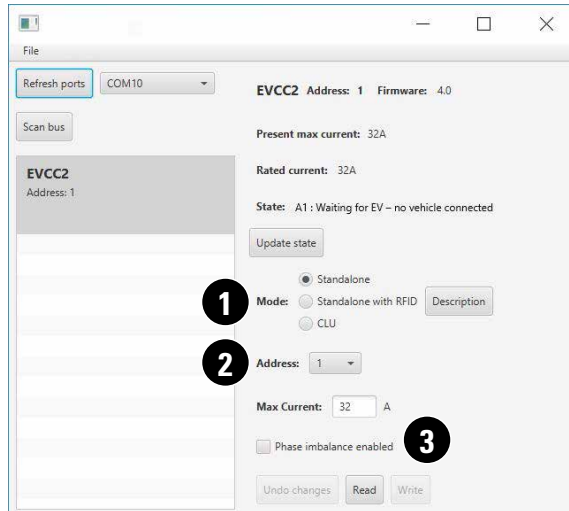 File
Refresh ports COM10
Scan bus
EVCC2
Address: 1
EVCC2 Address: 1 Firmware: 4.0
Present max current: 32A
Rated current: 32A
State: A1 : Waiting for EV – no vehicle connected
Update state
Standalone
1 Mode: Standalone with RFID Description
CLU
2 Address: 1
Max Current: 32 A
Phase imbalance enabled 3
Undo changes Read Write